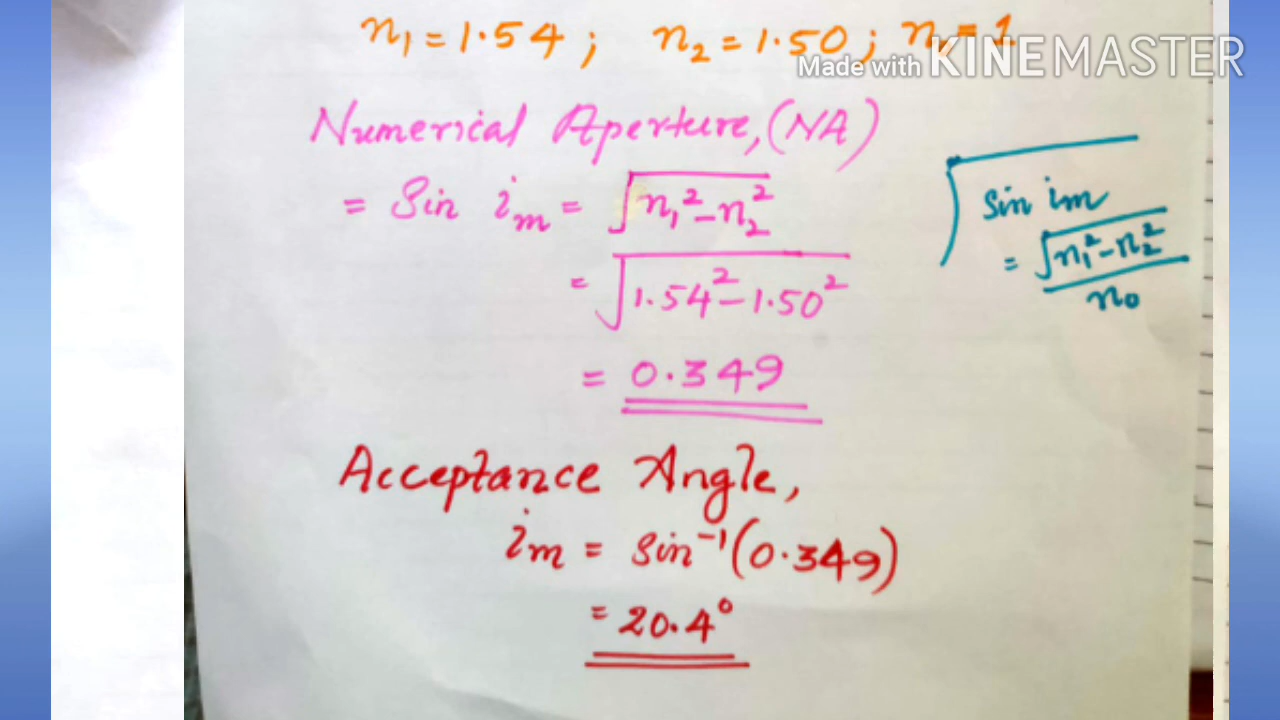 n₁ = 1.54 ; n₂ = 1.50 ; n = 1
Made with KINEMASTER
Numerical Aperture, (NA)
= Sin iₘ = √n₁² - n₂²
= √1.54² - 1.50²
= 0.349
sin iₘ
= √n₁² - n₂²
n₀
Acceptance Angle,
iₘ = sin⁻¹(0.349)
= 20.4°